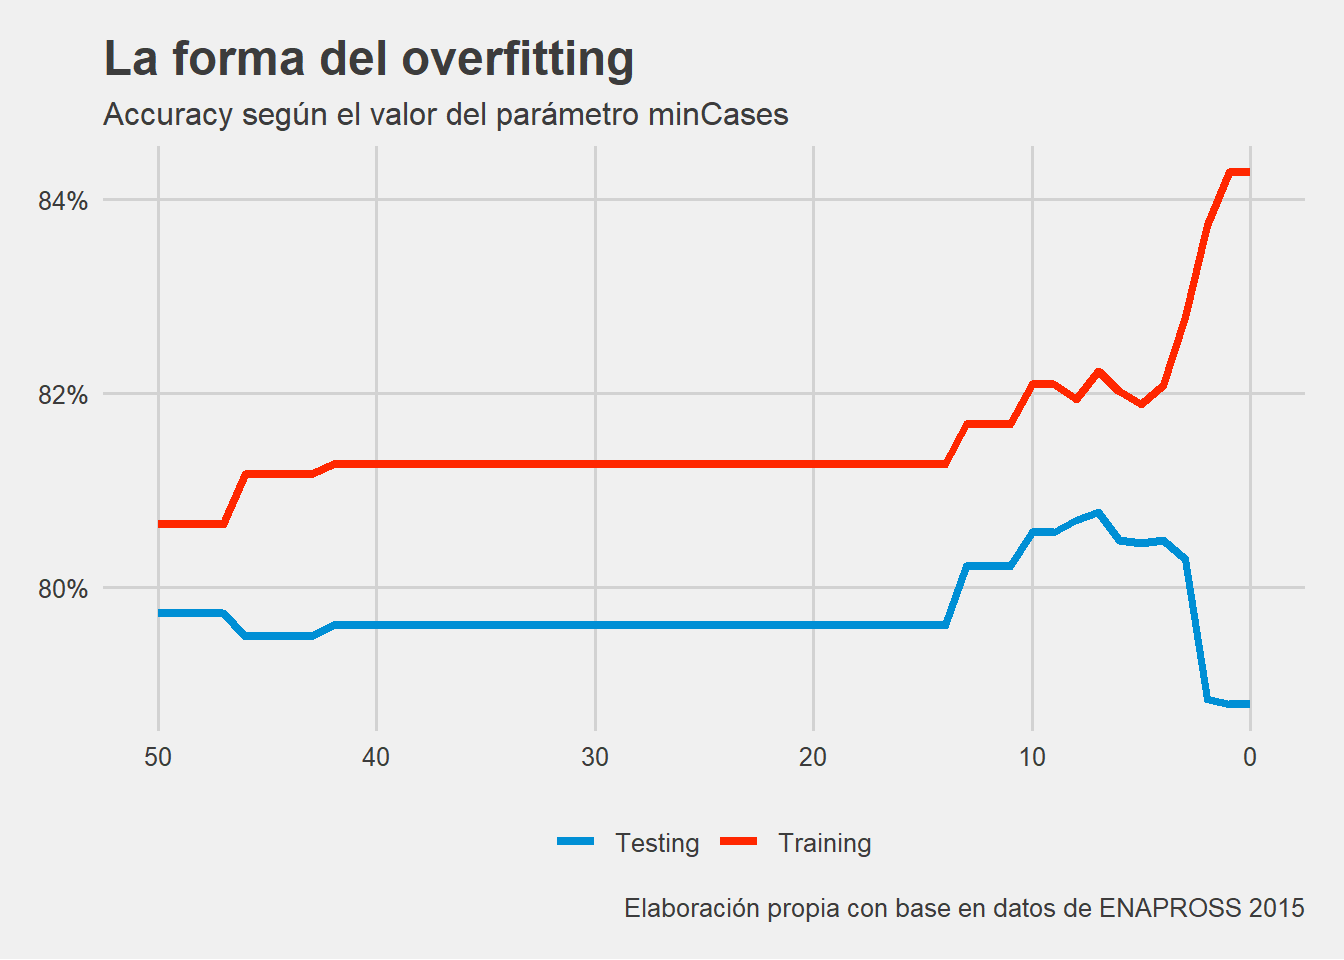 La forma del overfitting
Accuracy según el valor del parámetro minCases
84%
82%
80%
50 40 30 20 10 0
Testing Training
Elaboración propia con base en datos de ENAPROSS 2015